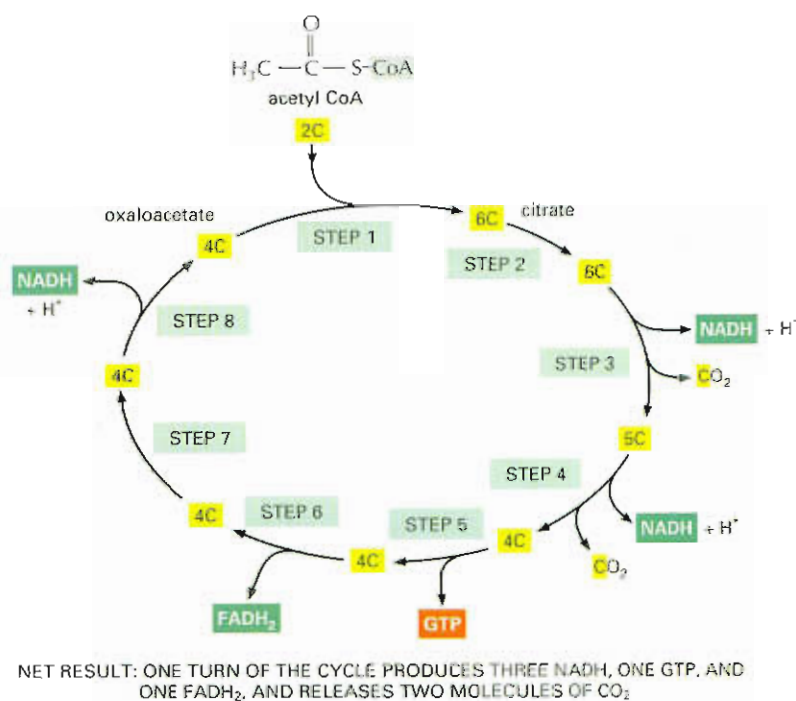 O
H₃C — C — S–CoA
acetyl CoA
2C
oxaloacetate
4C
STEP 1
6C
citrate
STEP 2
6C
NADH
+ H⁺
STEP 8
NADH + H⁺
STEP 3
CO₂
4C
5C
STEP 7
STEP 4
4C
STEP 6
STEP 5
4C
NADH + H⁺
4C
CO₂
FADH₂
GTP
NET RESULT: ONE TURN OF THE CYCLE PRODUCES THREE NADH, ONE GTP, AND
ONE FADH₂, AND RELEASES TWO MOLECULES OF CO₂